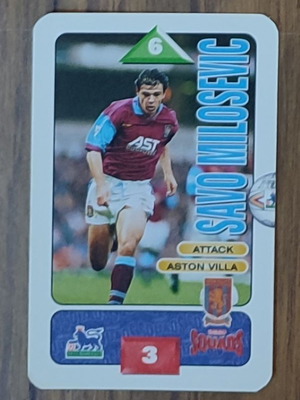 6
SAVO MILOSEVIC
AST
ATTACK
ASTON VILLA
3